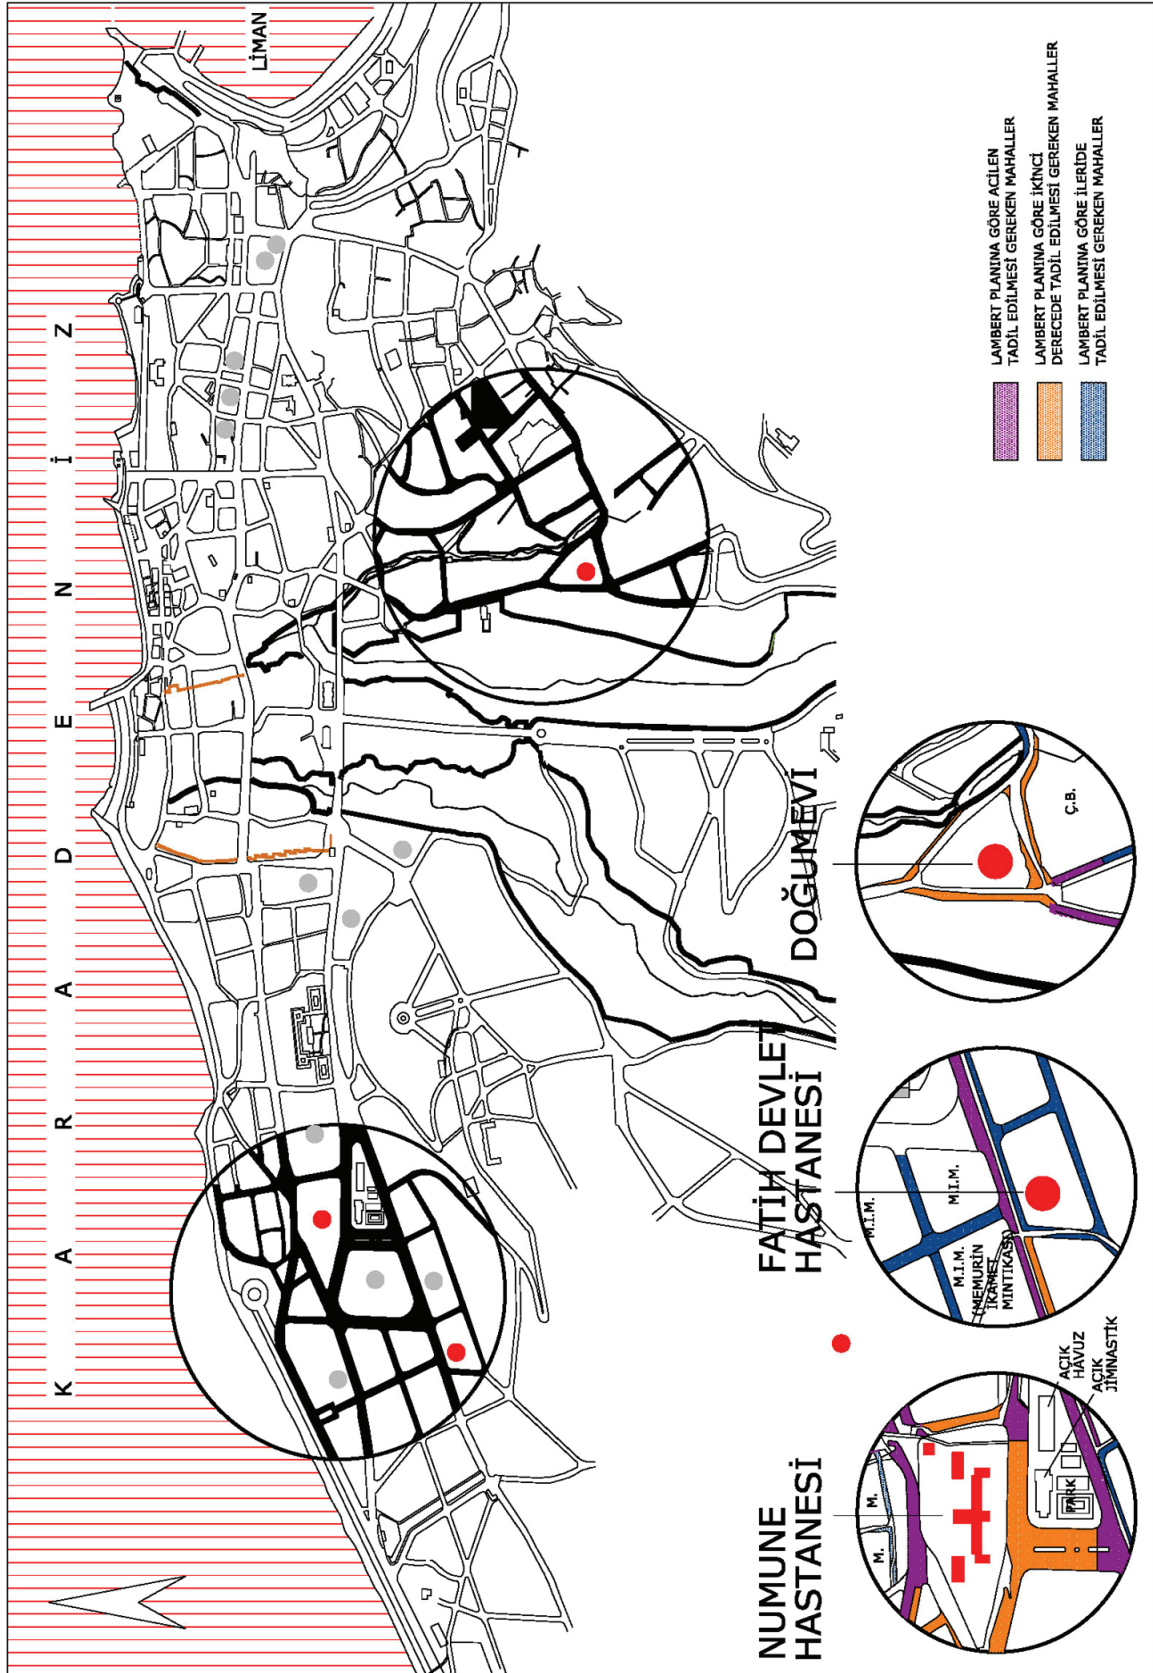 KARADENİZ
LİMAN
NUMUNE
HASTANESİ
FATİH DEVLET
HASTANESİ
DOĞUMEVİ
M.
M.
PARK
AÇIK
HAVUZ
AÇIK
JİMNASTİK
M.İ.M.
M.I.M.
M.I.M.
(MEMURİN
İKAMET
MINTIKASI)
Ç.B.
LAMBERT PLANINA GÖRE ACİLEN
TADİL EDİLMESİ GEREKEN MAHALLER
LAMBERT PLANINA GÖRE İKİNCİ
DERECEDE TADİL EDİLMESİ GEREKEN MAHALLER
LAMBERT PLANINA GÖRE İLERİDE
TADİL EDİLMESİ GEREKEN MAHALLER